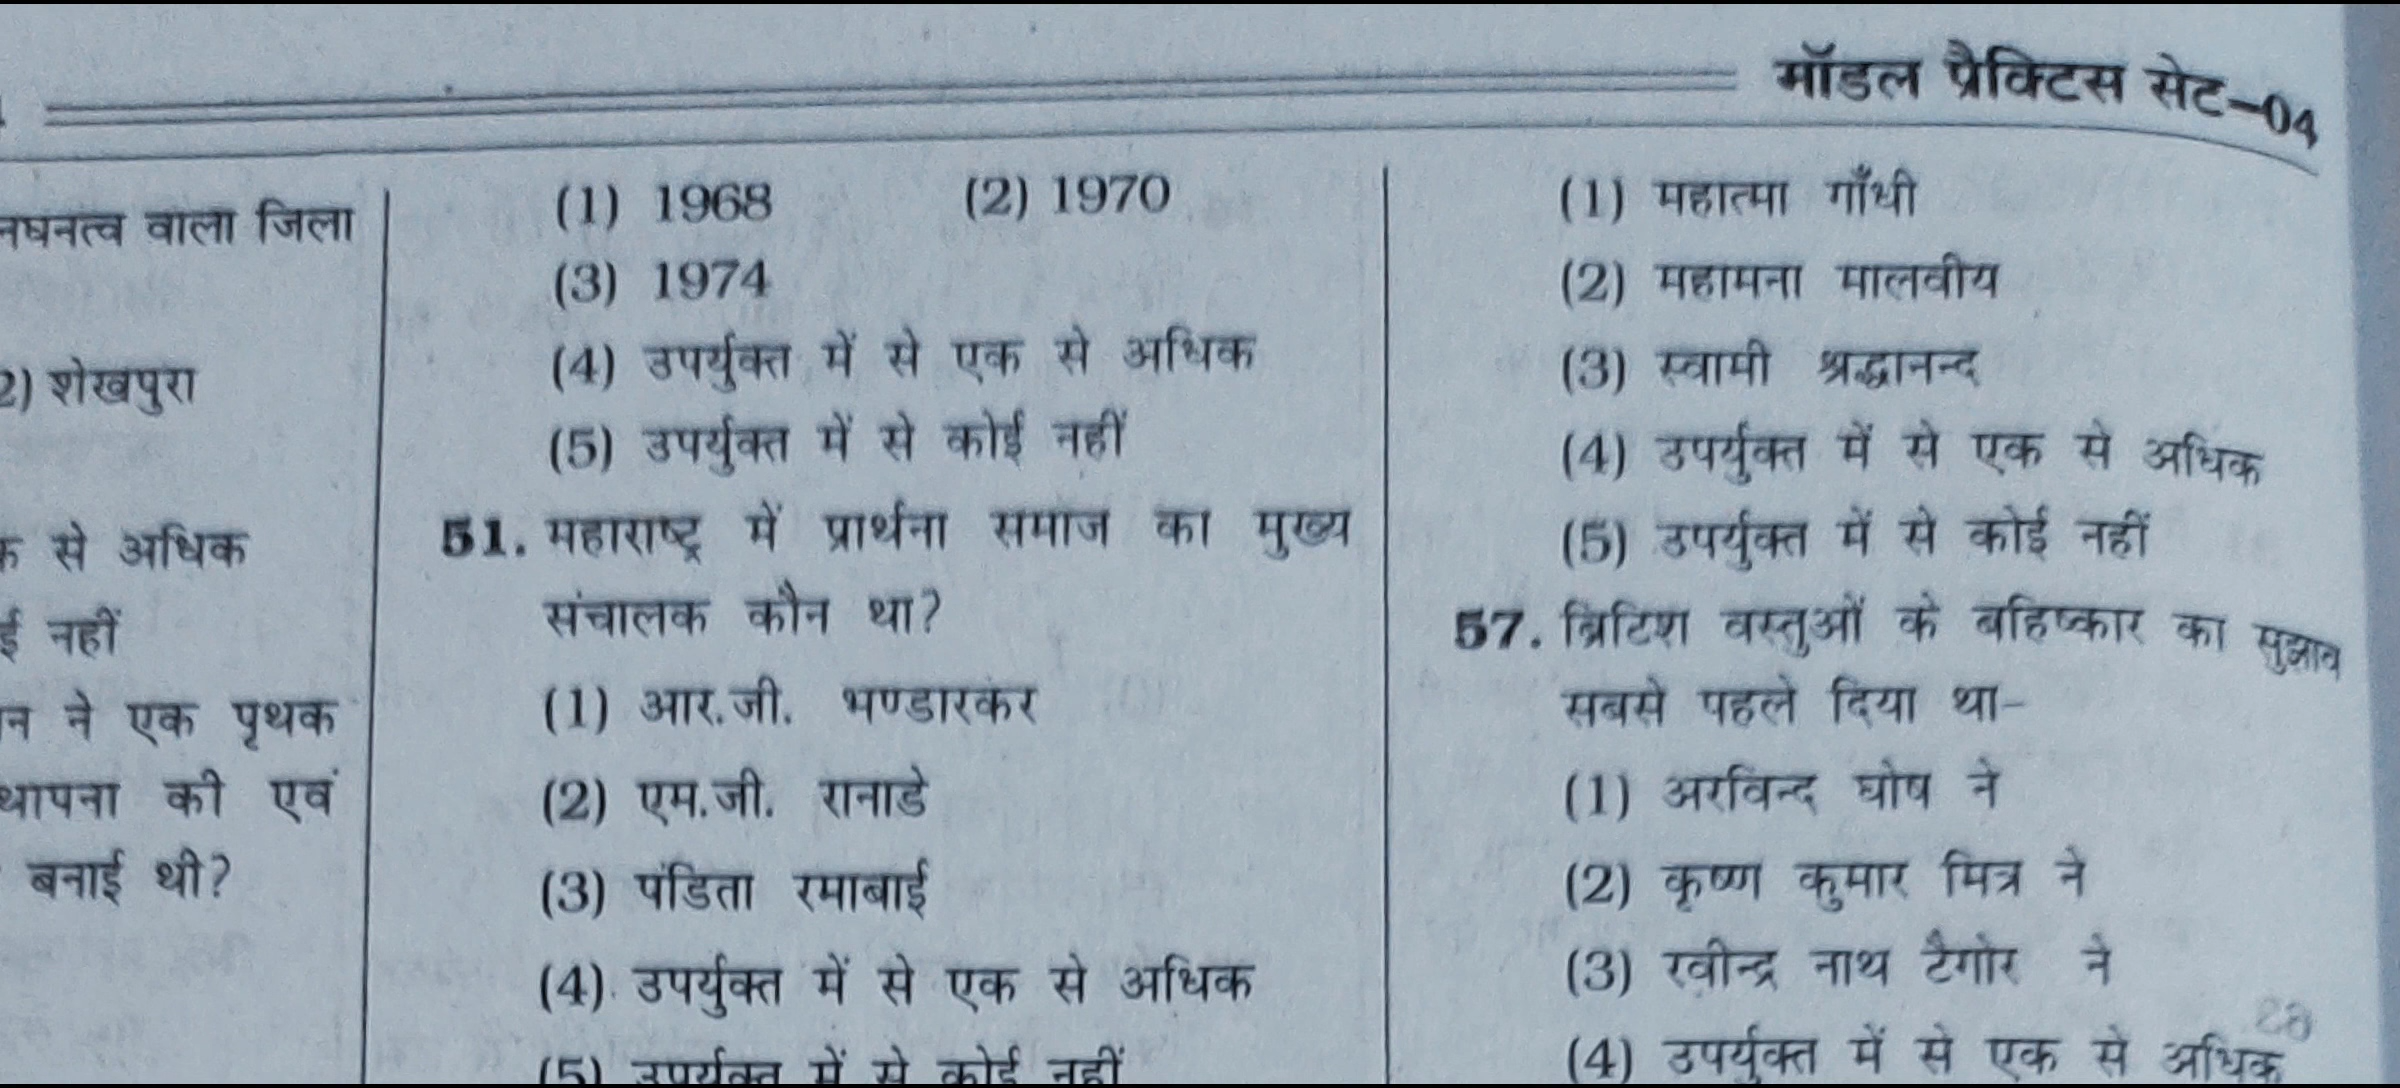 मॉडल प्रैक्टिस सेट-04
वाला जिला
2) शेखपुरा
से अधिक
नहीं
ने एक पृथक
की एवं
बनाई थी?
(1) 1968 (2) 1970
(3) 1974
(4) उपर्युक्त में से एक से अधिक
(5) उपर्युक्त में से कोई नहीं
51. महाराष्ट्र में प्रार्थना समाज का मुख्य
संचालक कौन था?
(1) आर.जी. भण्डारकर
(2) एम.जी. रानाडे
(3) पंडिता रमाबाई
(4) उपर्युक्त में से एक से अधिक
(5) उपर्युक्त में से कोई नहीं
(1) महात्मा गाँधी
(2) महामना मालवीय
(3) स्वामी श्रद्धानन्द
(4) उपर्युक्त में से एक से अधिक
(5) उपर्युक्त में से कोई नहीं
57. ब्रिटिश वस्तुओं के बहिष्कार का सुझाव
सबसे पहले दिया था-
(1) अरविन्द घोष ने
(2) कृष्ण कुमार मित्र ने
(3) रवीन्द्र नाथ टैगोर ने
(4) उपर्युक्त में से एक से अधिक